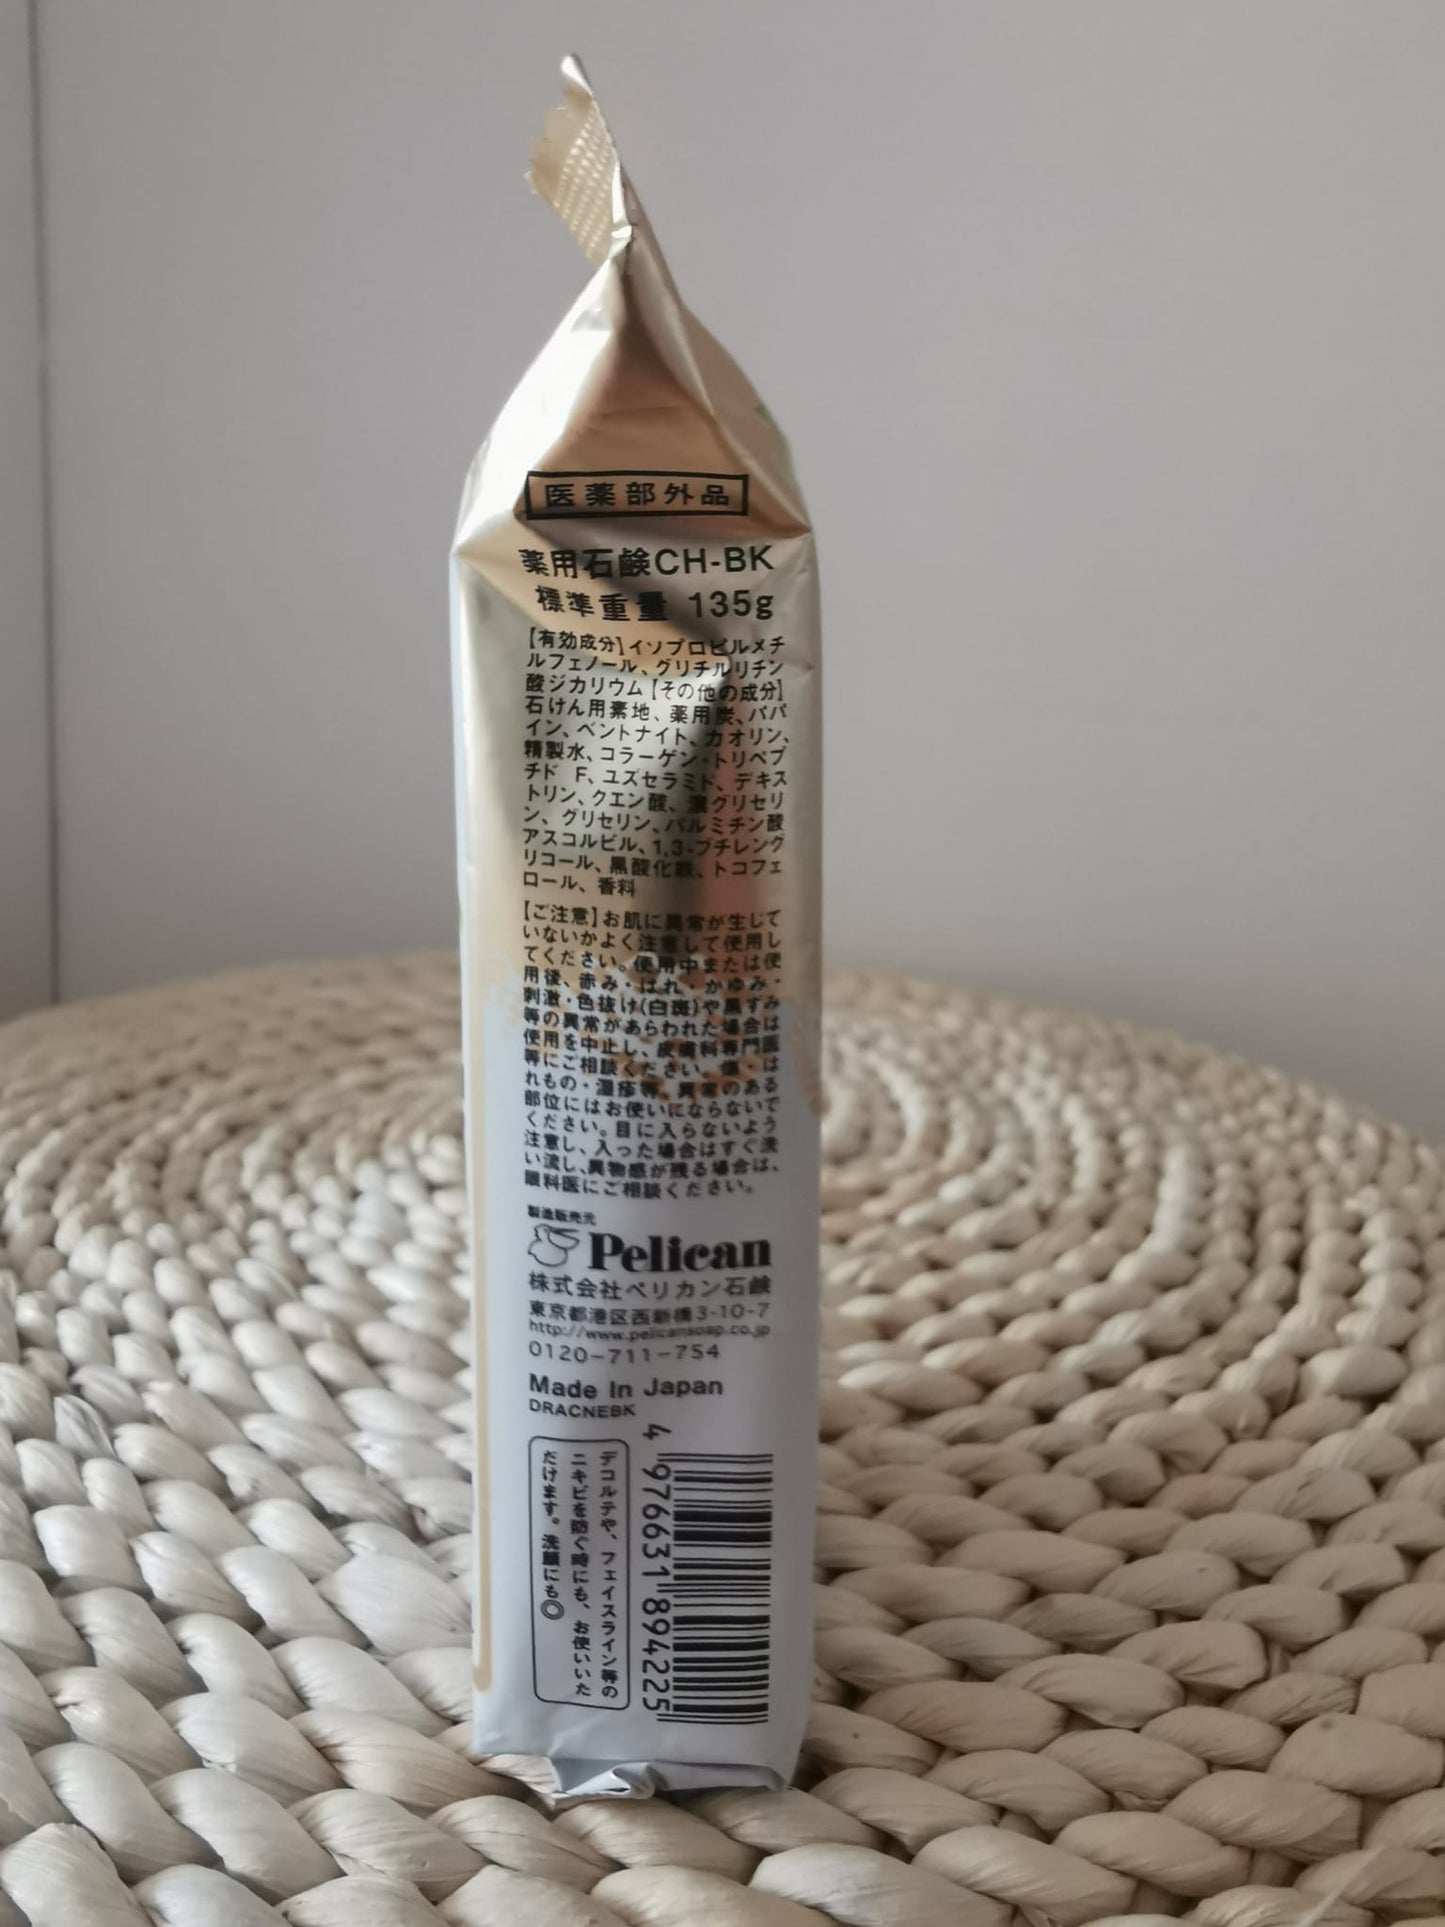 医薬部外品
薬用石鹸CH-BK
標準重量 135g
【有効成分】イソプロピルメチ
ルフェノール、グリチルリチン
酸ジカリウム【その他の成分】
石けん用素地、薬用炭、パパ
イン、ベントナイト、カオリン、
精製水、コラーゲン・トリペプ
チド F、ユズセラミド、デキス
トリン、クエン酸、濃グリセリ
ン、グリセリン、パルミチン酸
アスコルビル、1,3-ブチレング
リコール、黒酸化鉄、トコフェ
ロール、香料
【ご注意】お肌に異常が生じて
いないかよく注意して使用し
てください。使用中または使
用後、赤み・はれ・かゆみ・
刺激・色抜け(白斑)や黒ずみ
等の異常があらわれた場合は
使用を中止し、皮膚科専門医
等にご相談ください。傷・は
れもの・湿疹等、異常のある
部位にはお使いにならないで
ください。目に入らないよう
注意し、入った場合はすぐ洗
い流し、異物感が残る場合は、
眼科医にご相談ください。
製造販売元
Pelican
株式会社ペリカン石鹸
東京都港区西新橋3-10-7
http://www.pelicansoap.co.jp
0120-711-754
Made In Japan
DRACNEBK
デコルテや、フェイスライン等の
ニキビを防ぐ時にも、お使いいた
だけます。洗顔にも◎
4 976631 894225